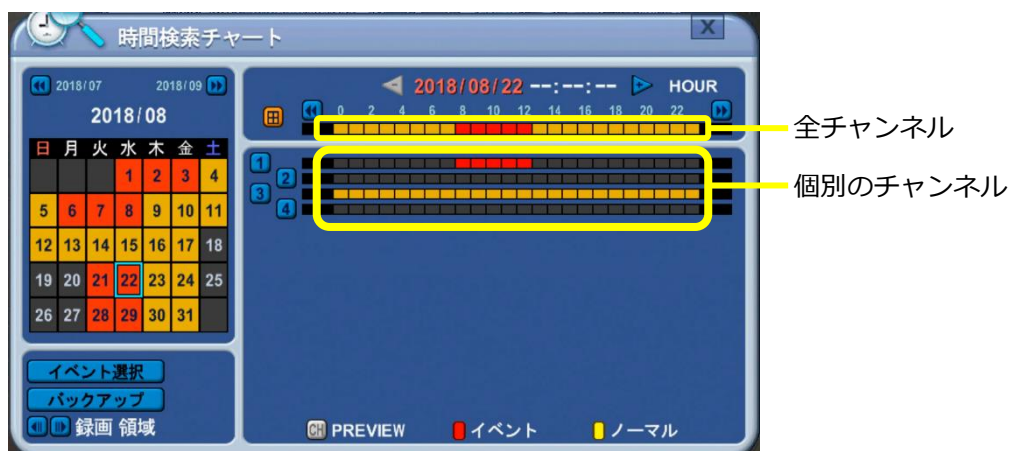 時間検索チャート
X
2018/07 2018/09
2018/08
日 月 火 水 木 金 土
1 2 3 4
5 6 7 8 9 10 11
12 13 14 15 16 17 18
19 20 21 22 23 24 25
26 27 28 29 30 31
イベント選択
バックアップ
録画 領域
2018/08/22 --:--:-- HOUR
0 2 4 6 8 10 12 14 16 18 20 22
1
2
3
4
CH PREVIEW イベント ノーマル
全チャンネル
個別のチャンネル